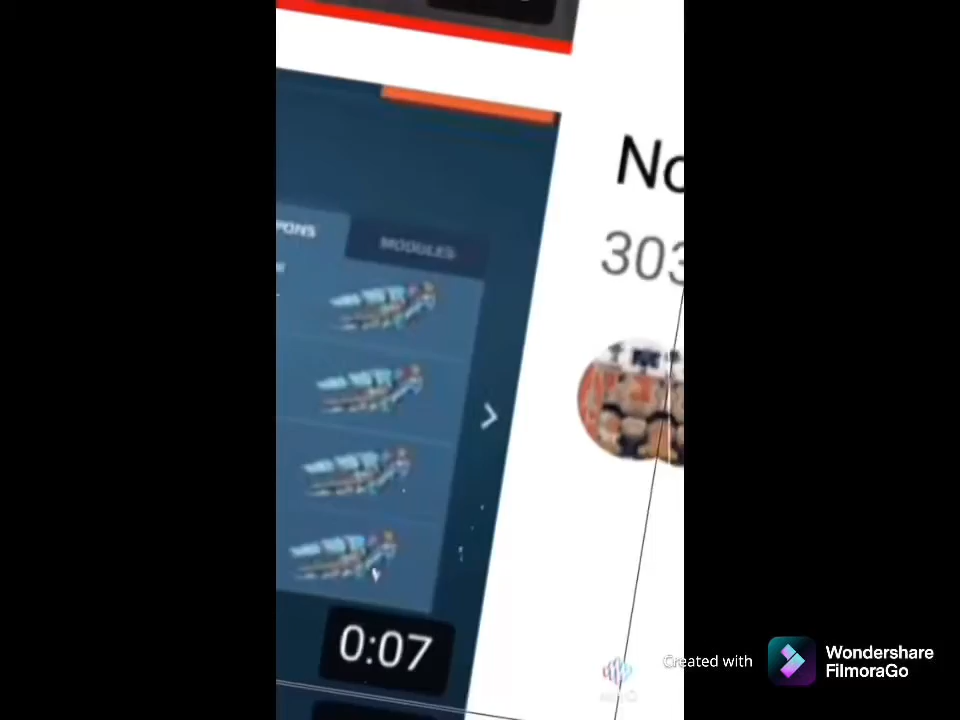 No
303
PONS
MODULES
0:07
Created with
Wondershare
FilmoraGo